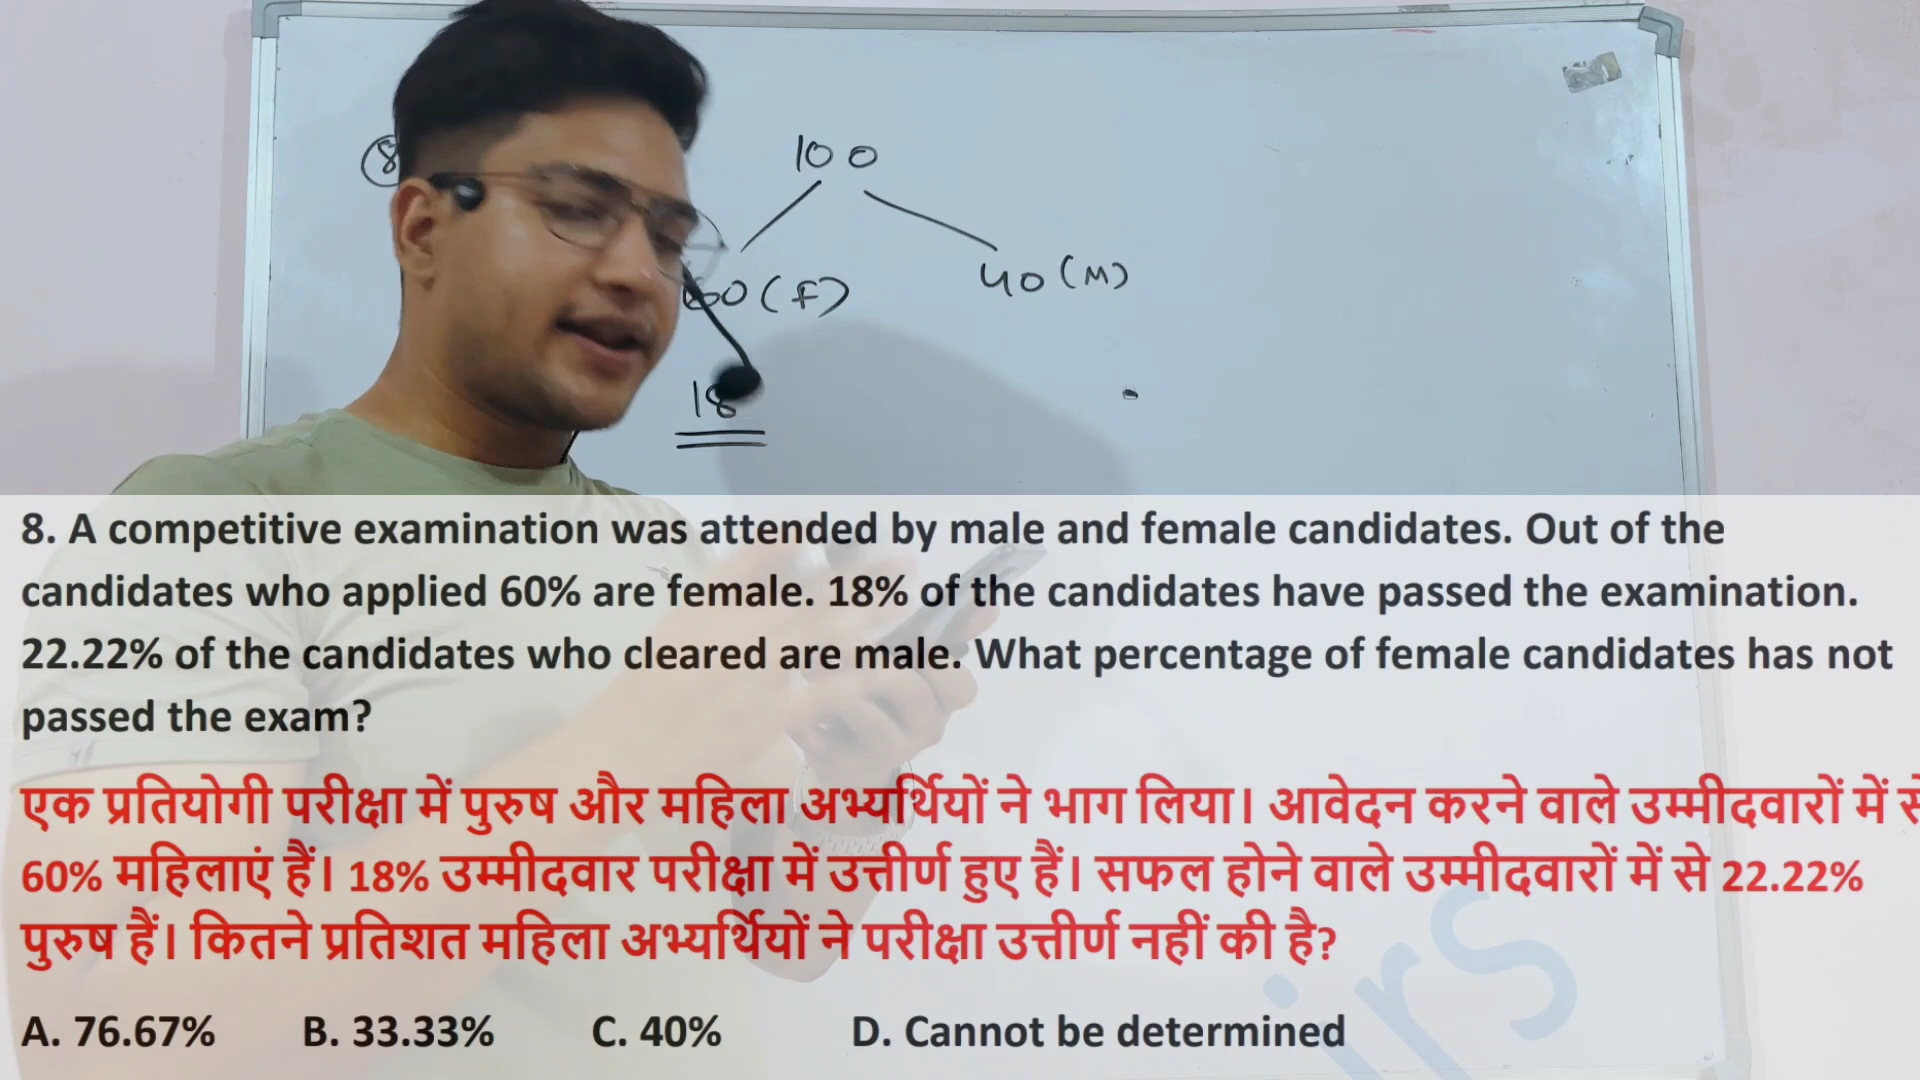 8
100
60 (F)
40 (M)
18
8. A competitive examination was attended by male and female candidates. Out of the
candidates who applied 60% are female. 18% of the candidates have passed the examination.
22.22% of the candidates who cleared are male. What percentage of female candidates has not
passed the exam?
एक प्रतियोगी परीक्षा में पुरुष और महिला अभ्यर्थियों ने भाग लिया। आवेदन करने वाले उम्मीदवारों में से
60% महिलाएं हैं। 18% उम्मीदवार परीक्षा में उत्तीर्ण हुए हैं। सफल होने वाले उम्मीदवारों में से 22.22%
पुरुष हैं। कितने प्रतिशत महिला अभ्यर्थियों ने परीक्षा उत्तीर्ण नहीं की है?
A. 76.67% B. 33.33% C. 40% D. Cannot be determined